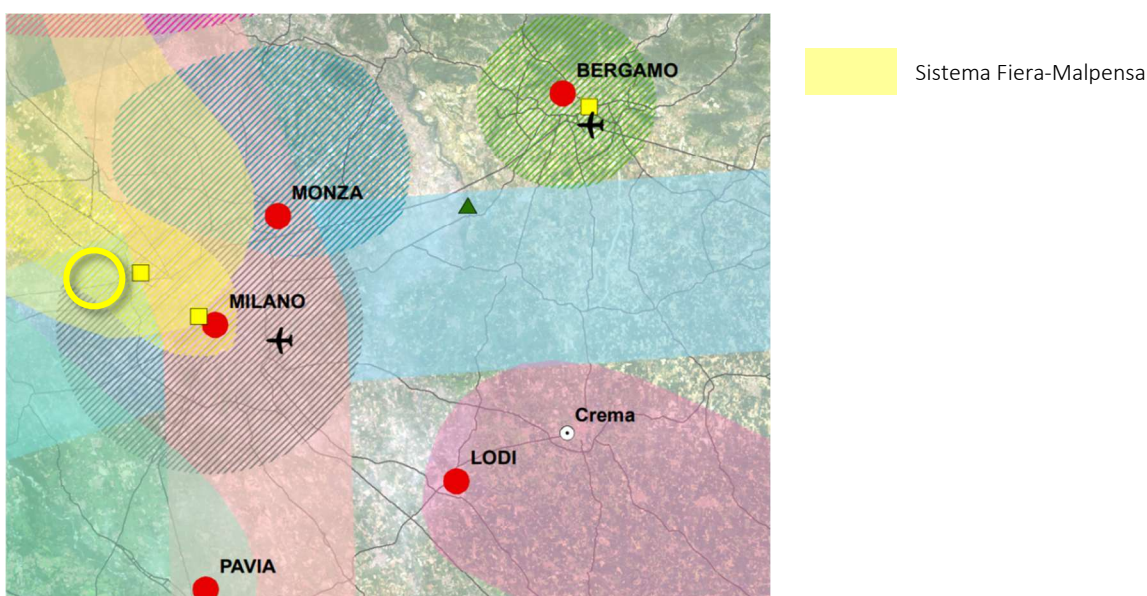 BERGAMO
Sistema Fiera-Malpensa
MONZA
MILANO
Crema
LODI
PAVIA